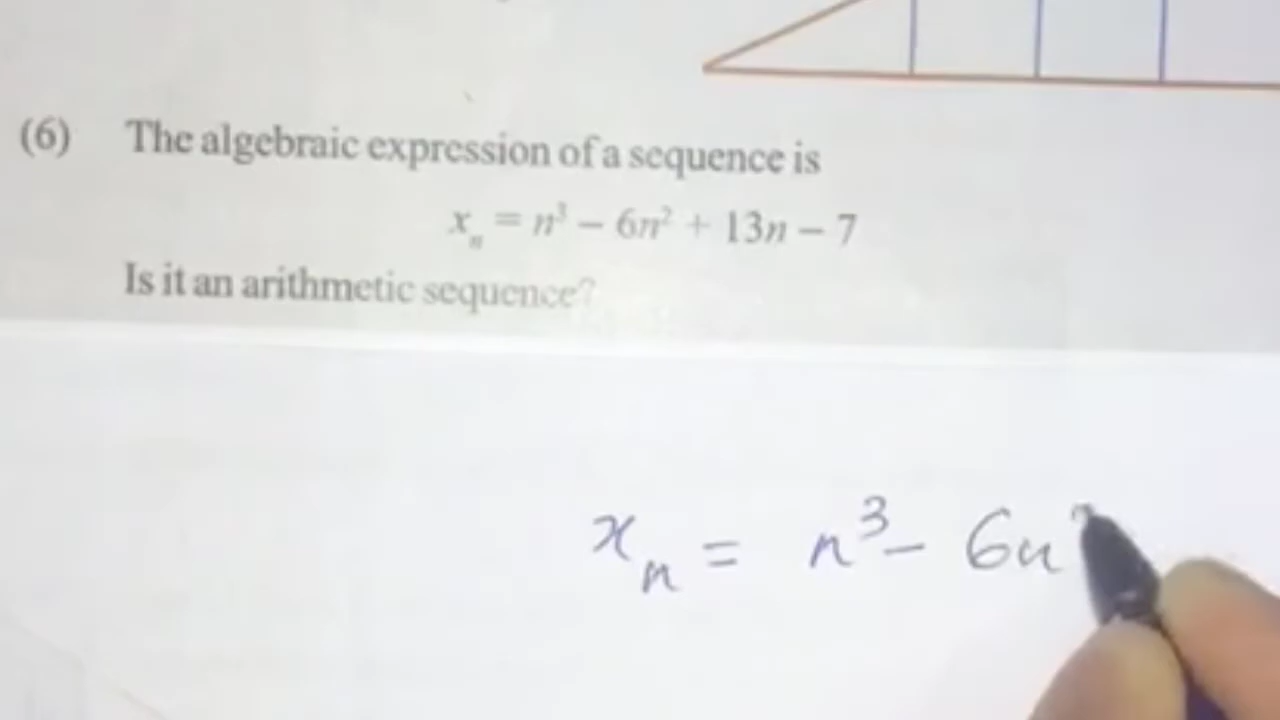 (6) The algebraic expression of a sequence is
xₙ = n³ – 6n² + 13n – 7
Is it an arithmetic sequence?
xₙ = n³ – 6n